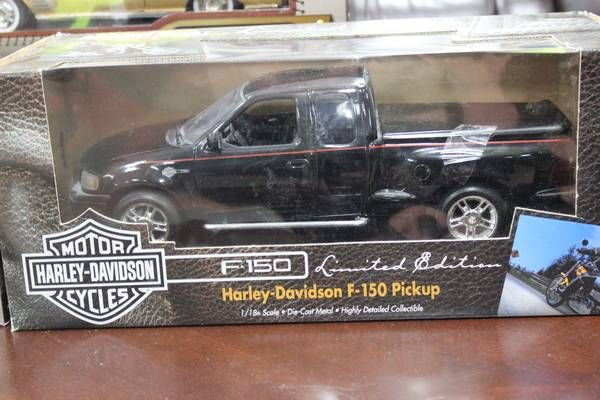 MOTOR
HARLEY-DAVIDSON
CYCLES
F-150 Limited Edition
Harley-Davidson F-150 Pickup
1/18th Scale • Die-Cast Metal • Highly Detailed Collectible